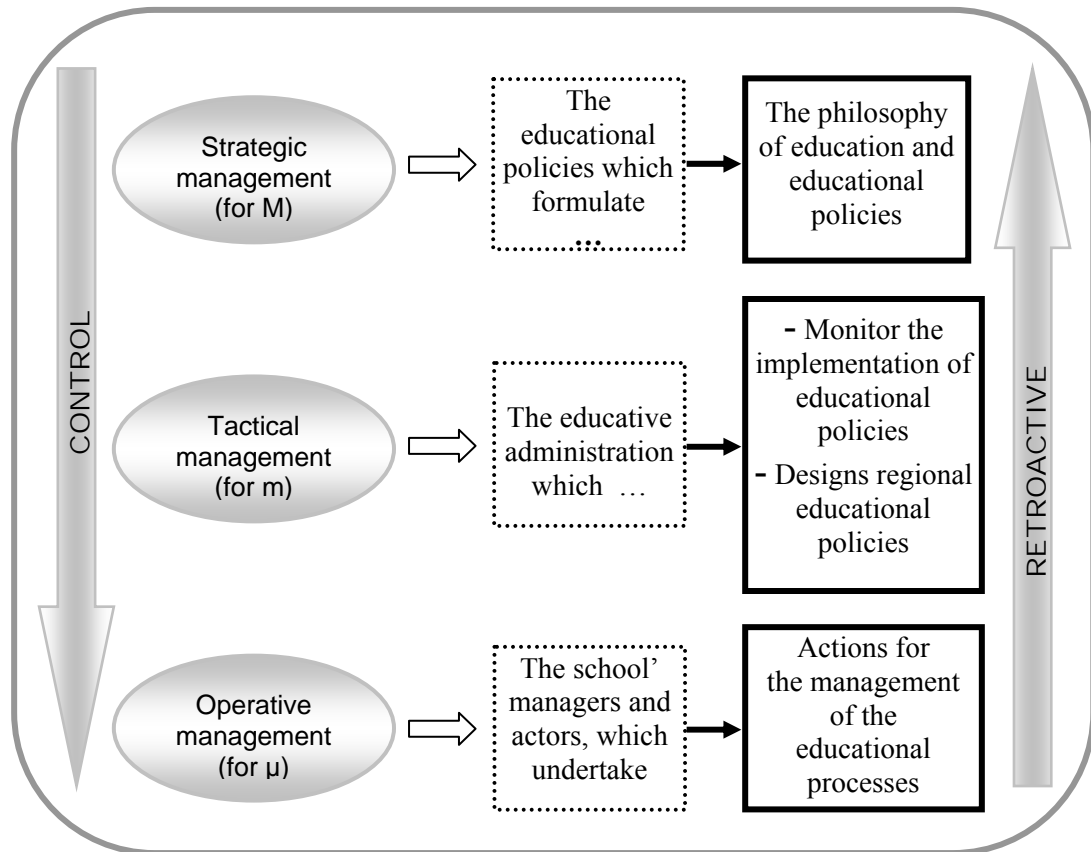 CONTROL
Strategic
management
(for M)
The
educational
policies which
formulate
…
The philosophy
of education and
educational
policies
Tactical
management
(for m)
The educative
administration
which …
- Monitor the
implementation of
educational
policies
- Designs regional
educational
policies
Operative
management
(for µ)
The school’
managers and
actors, which
undertake
Actions for
the management
of the
educational
processes
RETROACTIVE